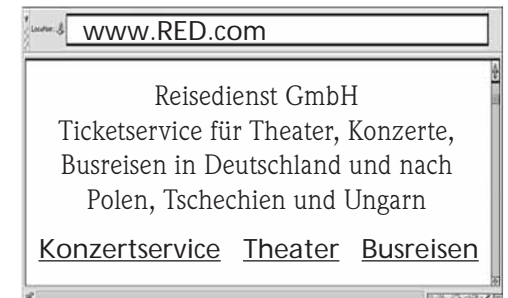 Location:
www.RED.com
Reisedienst GmbH
Ticketservice für Theater, Konzerte,
Busreisen in Deutschland und nach
Polen, Tschechien und Ungarn
Konzertservice Theater Busreisen